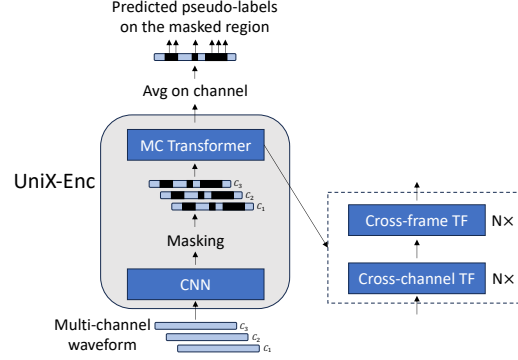 Predicted pseudo-labels
on the masked region
Avg on channel
MC Transformer
UniX-Enc
C3
C2
C1
Cross-frame TF N×
Masking
Cross-channel TF N×
CNN
Multi-channel
waveform
C3
C2
C1